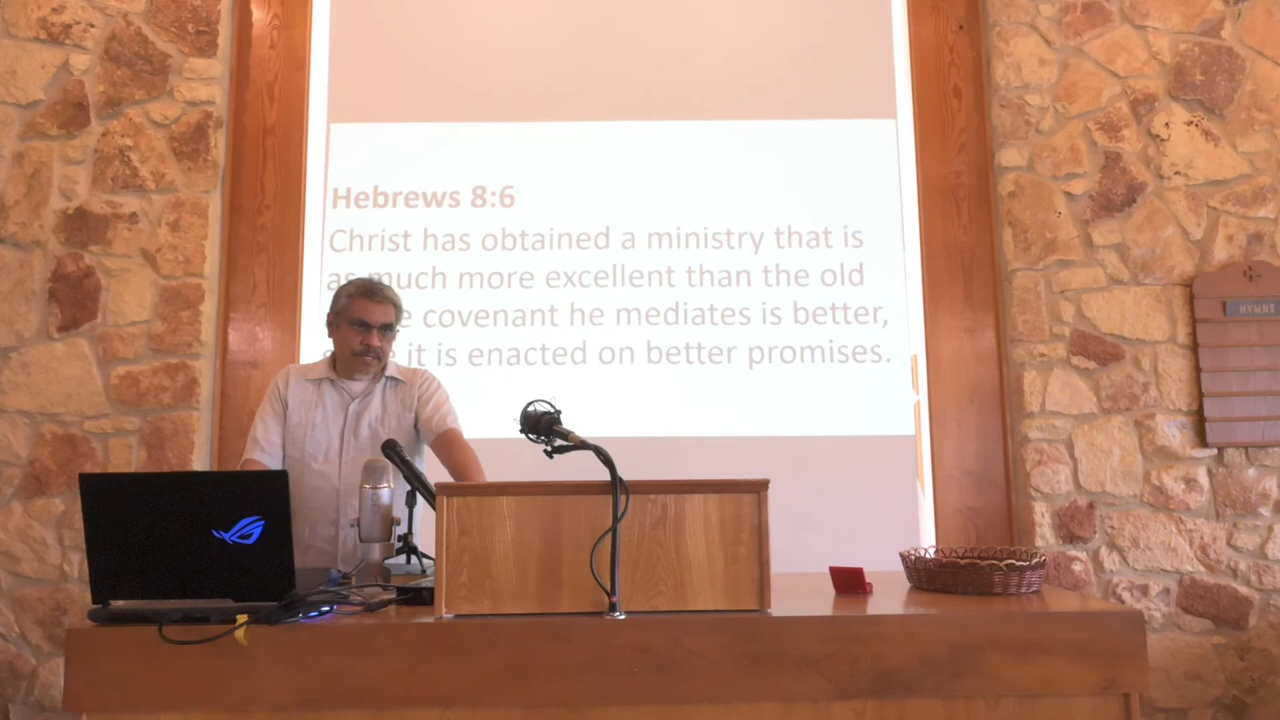 Hebrews 8:6
Christ has obtained a ministry that is
as much more excellent than the old
covenant he mediates is better,
it is enacted on better promises.
HYMNS